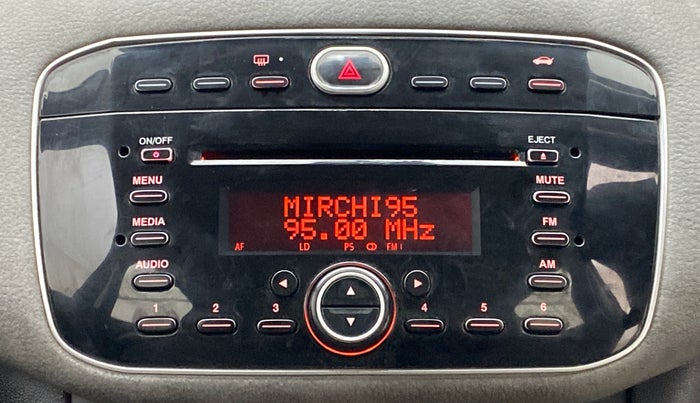 ON/OFF
EJECT
MENU
MUTE
MIRCHI95
MEDIA
95.00 MHz
FM
AF LD PS FM I
AUDIO
AM
1 2 3 4 5 6